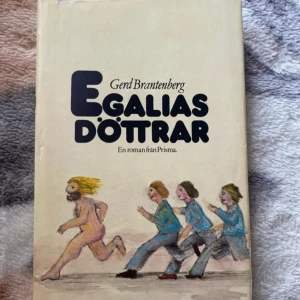 Gerd Brantenberg
EGALIAS
DÖTTRAR
En roman från Prisma.